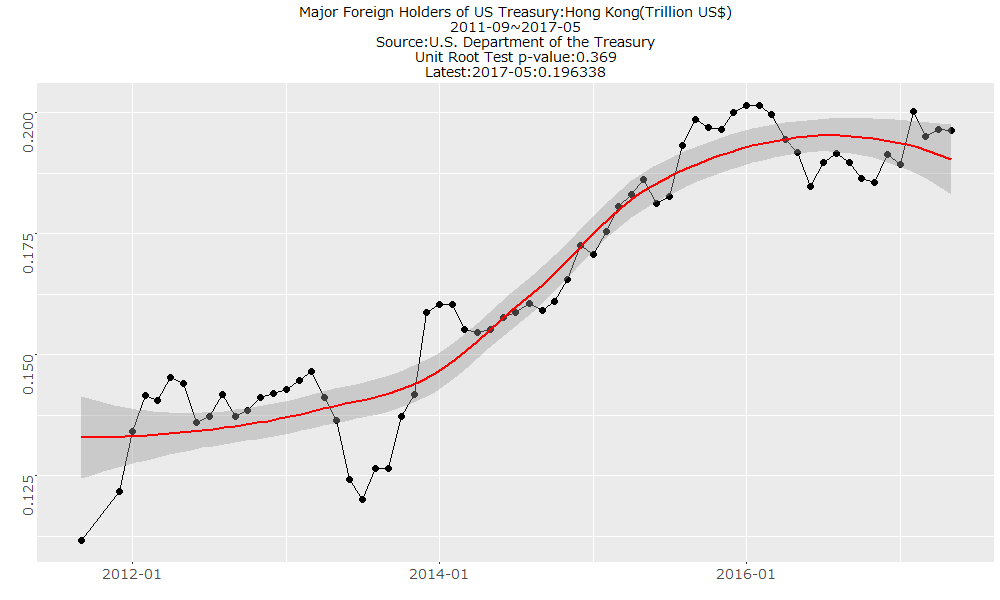 Major Foreign Holders of US Treasury:Hong Kong(Trillion US$)
2011-09~2017-05
Source:U.S. Department of the Treasury
Unit Root Test p-value:0.369
Latest:2017-05:0.196338
0.200
0.175
0.150
0.125
2012-01
2014-01
2016-01